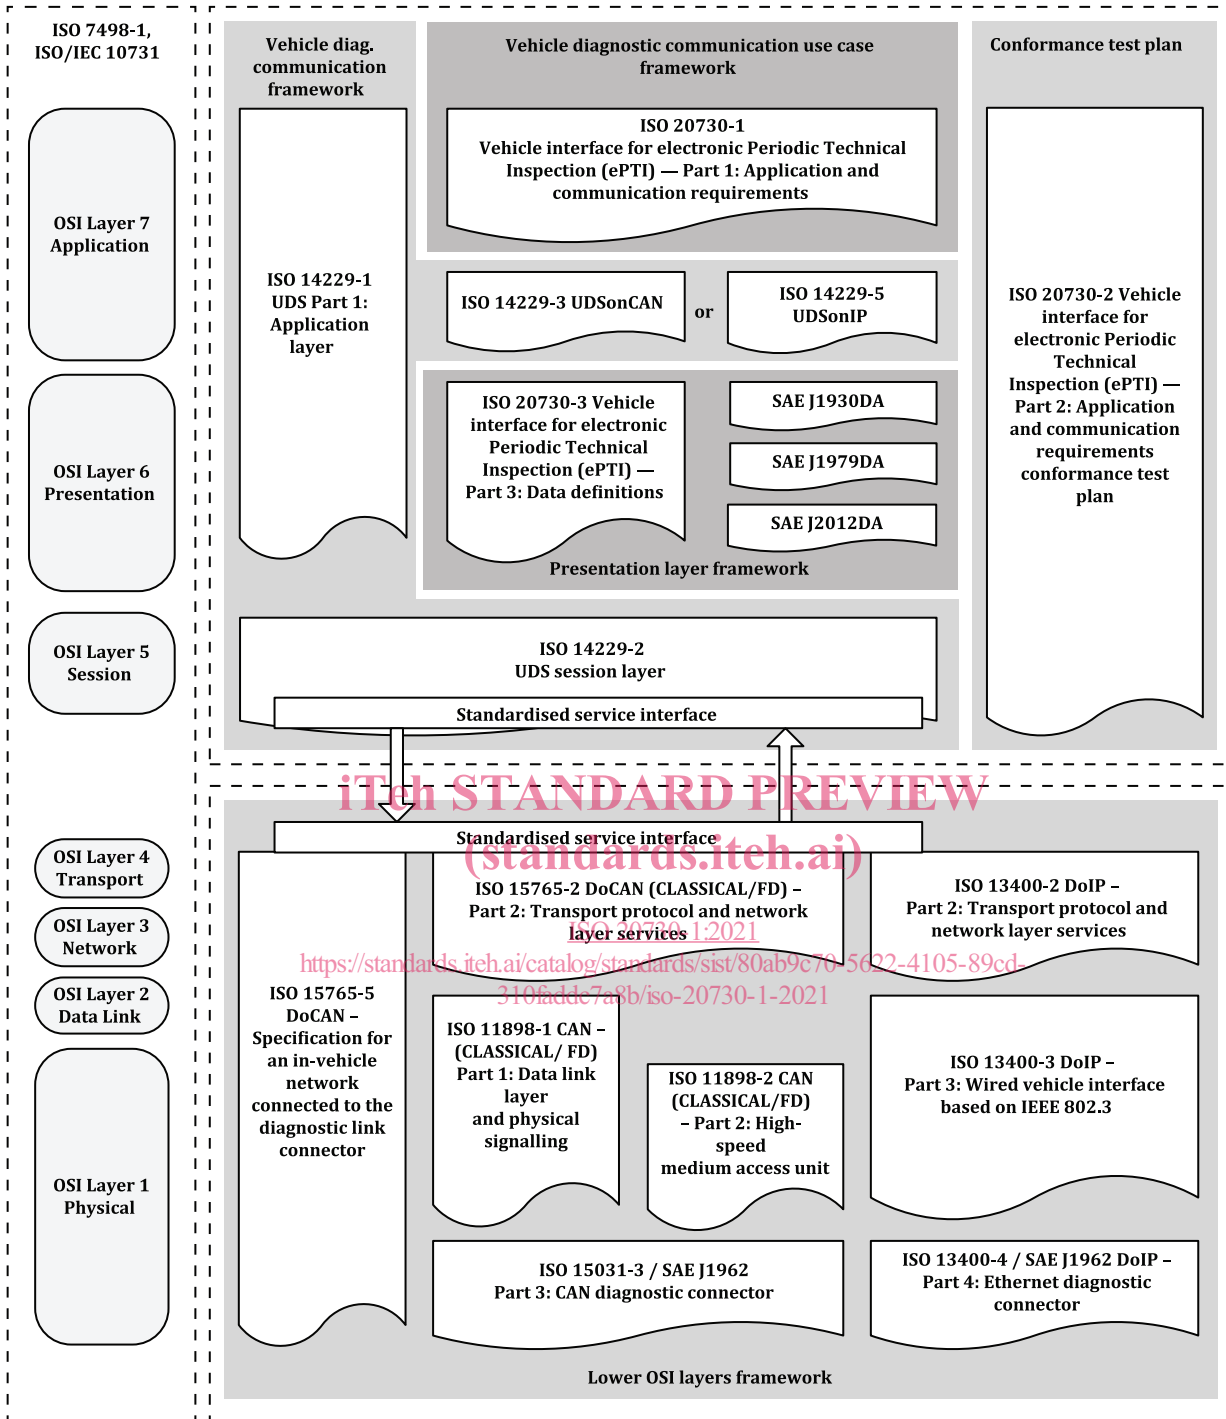 ISO 7498-1,
ISO/IEC 10731
OSI Layer 7
Application
OSI Layer 6
Presentation
OSI Layer 5
Session
OSI Layer 4
Transport
OSI Layer 3
Network
OSI Layer 2
Data Link
OSI Layer 1
Physical
Vehicle diag.
communication
framework
ISO 14229-1
UDS Part 1:
Application
layer
Vehicle diagnostic communication use case
framework
ISO 20730-1
Vehicle interface for electronic Periodic Technical
Inspection (ePTI) — Part 1: Application and
communication requirements
ISO 14229-3 UDSonCAN
or
ISO 14229-5
UDSonIP
ISO 20730-3 Vehicle
interface for electronic
Periodic Technical
Inspection (ePTI) —
Part 3: Data definitions
SAE J1930DA
SAE J1979DA
SAE J2012DA
Presentation layer framework
Conformance test plan
ISO 20730-2 Vehicle
interface for
electronic Periodic
Technical
Inspection (ePTI) —
Part 2: Application
and communication
requirements
conformance test
plan
ISO 14229-2
UDS session layer
Standardised service interface
iTeh STANDARD PREVIEW
Standardised service interface
(standards.iteh.ai)
ISO 15765-2 DoCAN (CLASSICAL/FD) –
Part 2: Transport protocol and network
layer services
ISO 20730-1:2021
https://standards.iteh.ai/catalog/standards/sist/80ab9c70-5622-4105-89cd-
310fadde7a8b/iso-20730-1-2021
ISO 13400-2 DoIP –
Part 2: Transport protocol and
network layer services
ISO 15765-5
DoCAN –
Specification for
an in-vehicle
network
connected to the
diagnostic link
connector
ISO 11898-1 CAN –
(CLASSICAL/ FD)
Part 1: Data link
layer
and physical
signalling
ISO 11898-2 CAN
(CLASSICAL/FD)
– Part 2: High-
speed
medium access unit
ISO 13400-3 DoIP –
Part 3: Wired vehicle interface
based on IEEE 802.3
ISO 15031-3 / SAE J1962
Part 3: CAN diagnostic connector
ISO 13400-4 / SAE J1962 DoIP –
Part 4: Ethernet diagnostic
connector
Lower OSI layers framework